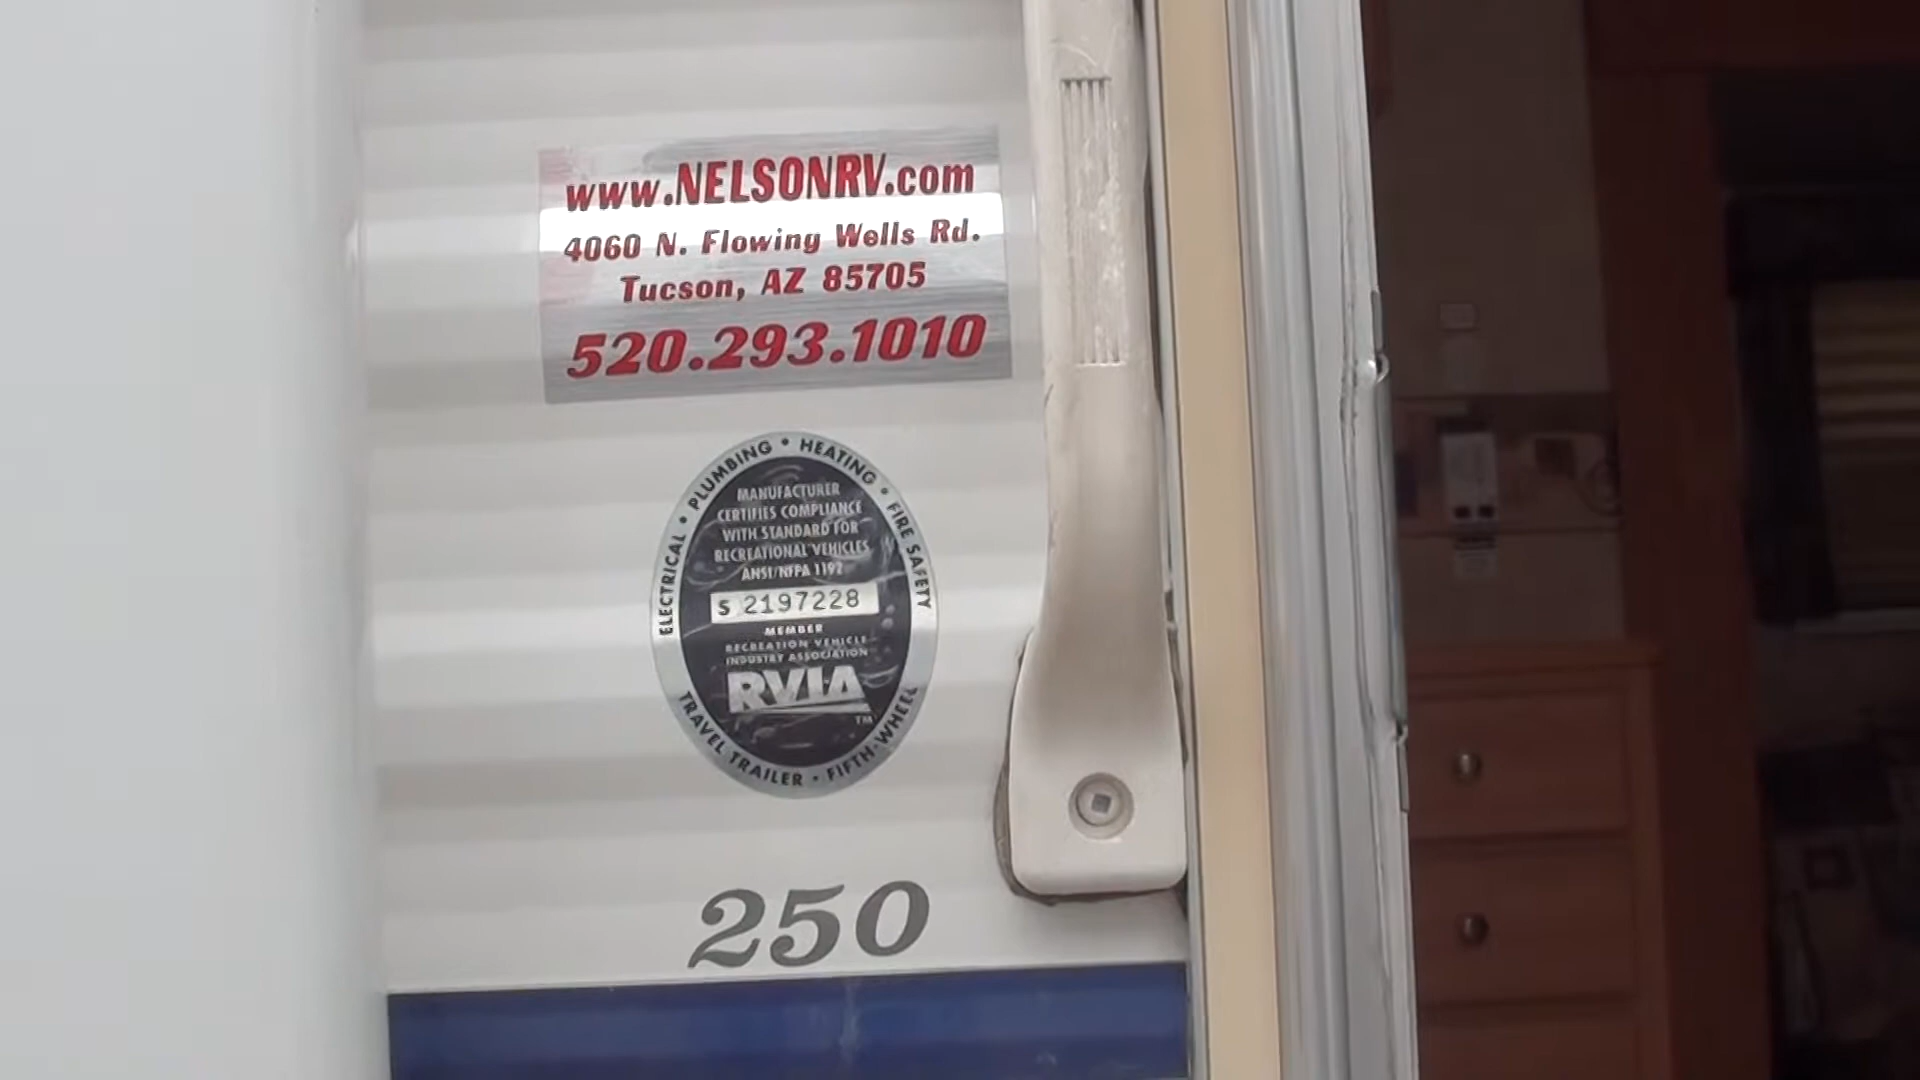 www.NELSONRV.com
4060 N. Flowing Wells Rd.
Tucson, AZ 85705
520.293.1010
ELECTRICAL • PLUMBING • HEATING • FIRE SAFETY
MANUFACTURER
CERTIFIES COMPLIANCE
WITH STANDARD FOR
RECREATIONAL VEHICLES
ANSI/NFPA 1192
S 2197228
MEMBER
RECREATION VEHICLE
INDUSTRY ASSOCIATION
RVIA
TM
TRAVEL TRAILER • FIFTH-WHEEL
250